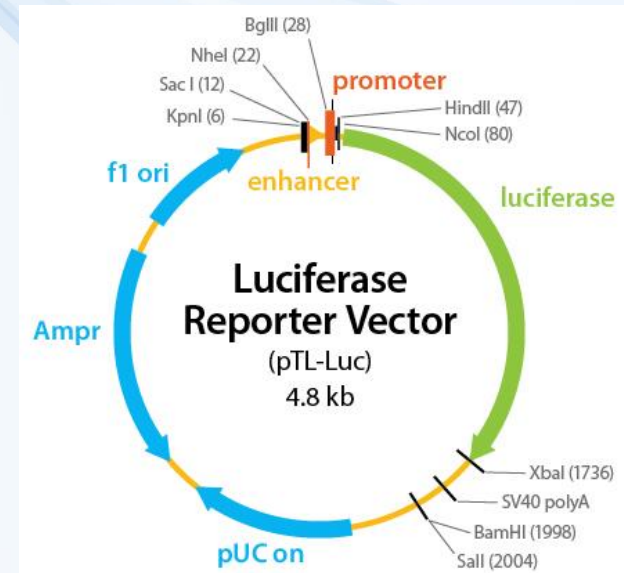 BglII (28)
NheI (22)
Sac I (12)
KpnI (6)
promoter
HindII (47)
NcoI (80)
enhancer
f1 ori
luciferase
Ampr
Luciferase
Reporter Vector
(pTL-Luc)
4.8 kb
XbaI (1736)
SV40 polyA
BamHI (1998)
SalI (2004)
pUC on